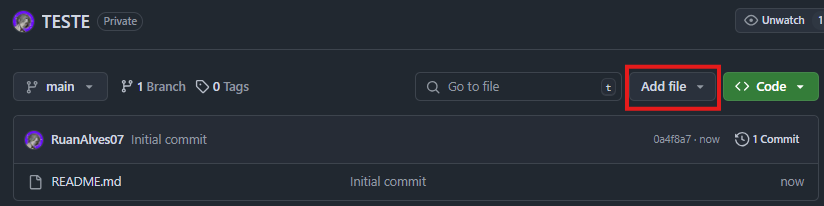 TESTE Private Unwatch 1
main 1 Branch 0 Tags Go to file t Add file <> Code
RuanAlves07 Initial commit 0a4f8a7 · now 1 Commit
README.md Initial commit now